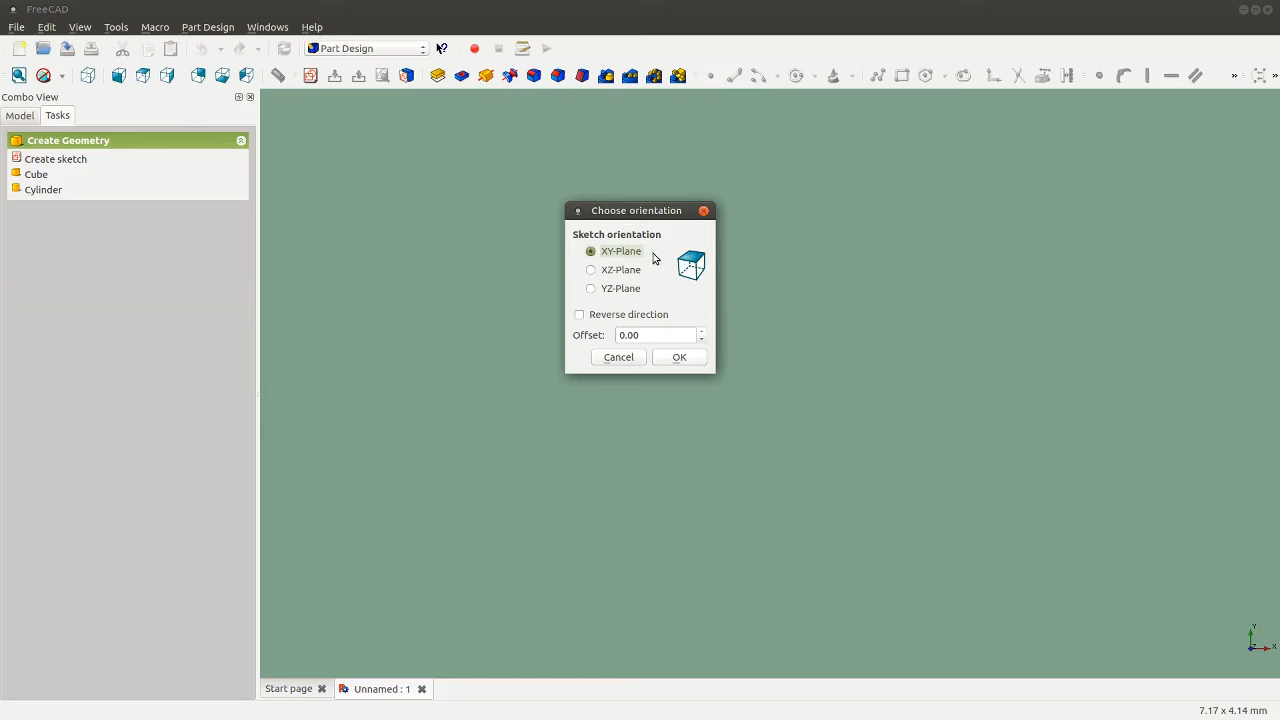 FreeCAD
File Edit View Tools Macro Part Design Windows Help
Part Design
Combo View
Model Tasks
Create Geometry
Create sketch
Cube
Cylinder
Choose orientation
Sketch orientation
XY-Plane
XZ-Plane
YZ-Plane
Reverse direction
Offset: 0.00
Cancel OK
Y
Z X
Start page Unnamed : 1
7.17 x 4.14 mm